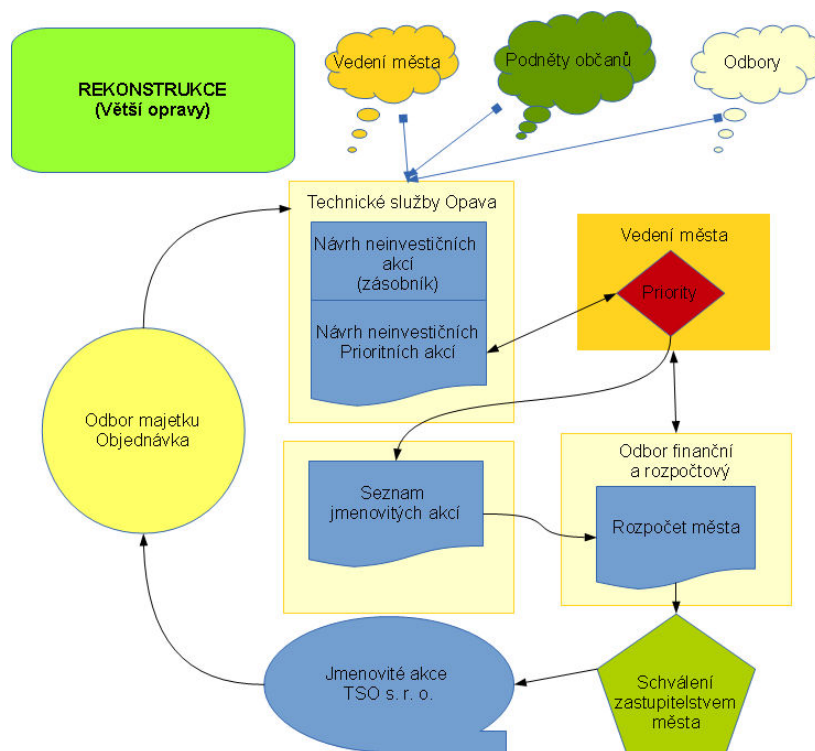 REKONSTRUKCE
(Větší opravy)
Vedení města
Podněty občanů
Odbory
Technické služby Opava
Návrh neinvestičních
akcí
(zásobník)
Návrh neinvestičních
Prioritních akcí
Vedení města
Priority
Odbor majetku
Objednávka
Seznam
jmenovitých akcí
Odbor finanční
a rozpočtový
Rozpočet města
Jmenovité akce
TSO s. r. o.
Schválení
zastupitelstvem
města